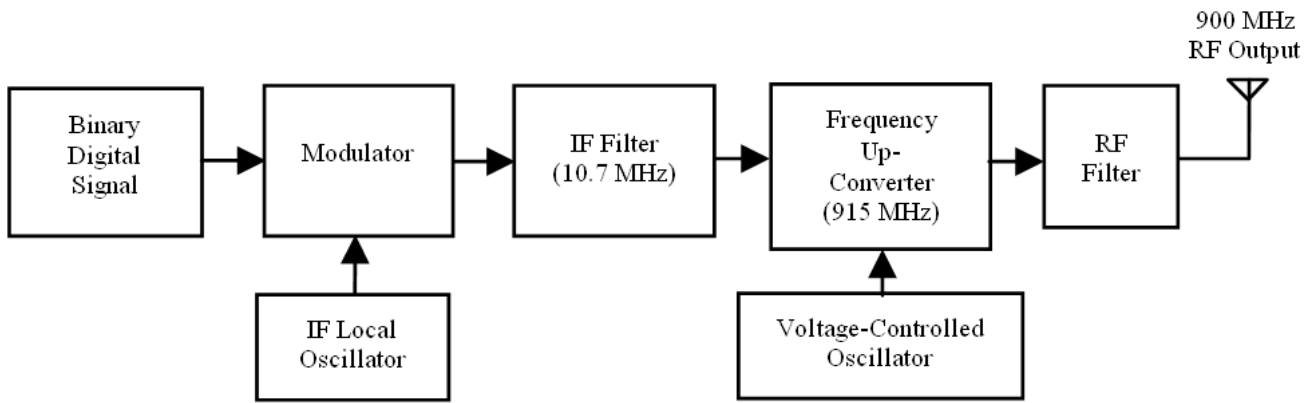 900 MHz
RF Output
Binary
Digital
Signal
Modulator
IF Filter
(10.7 MHz)
Frequency
Up-
Converter
(915 MHz)
RF
Filter
IF Local
Oscillator
Voltage-Controlled
Oscillator